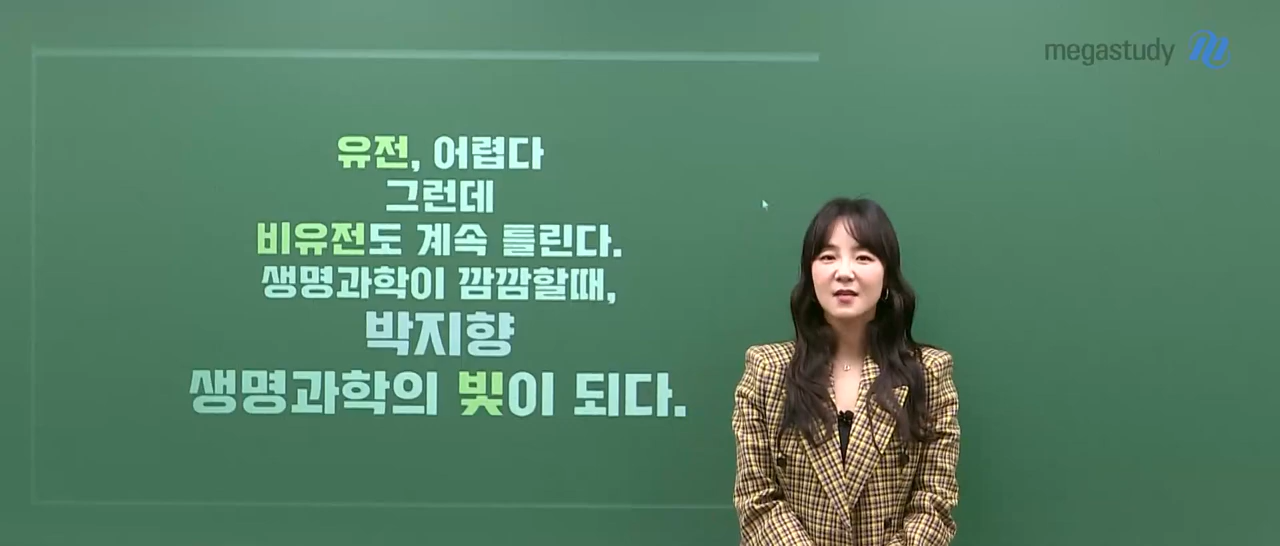 megastudy
유전, 어렵다
그런데
비유전도 계속 틀린다.
생명과학이 깜깜할때,
박지향
생명과학의 빛이 되다.